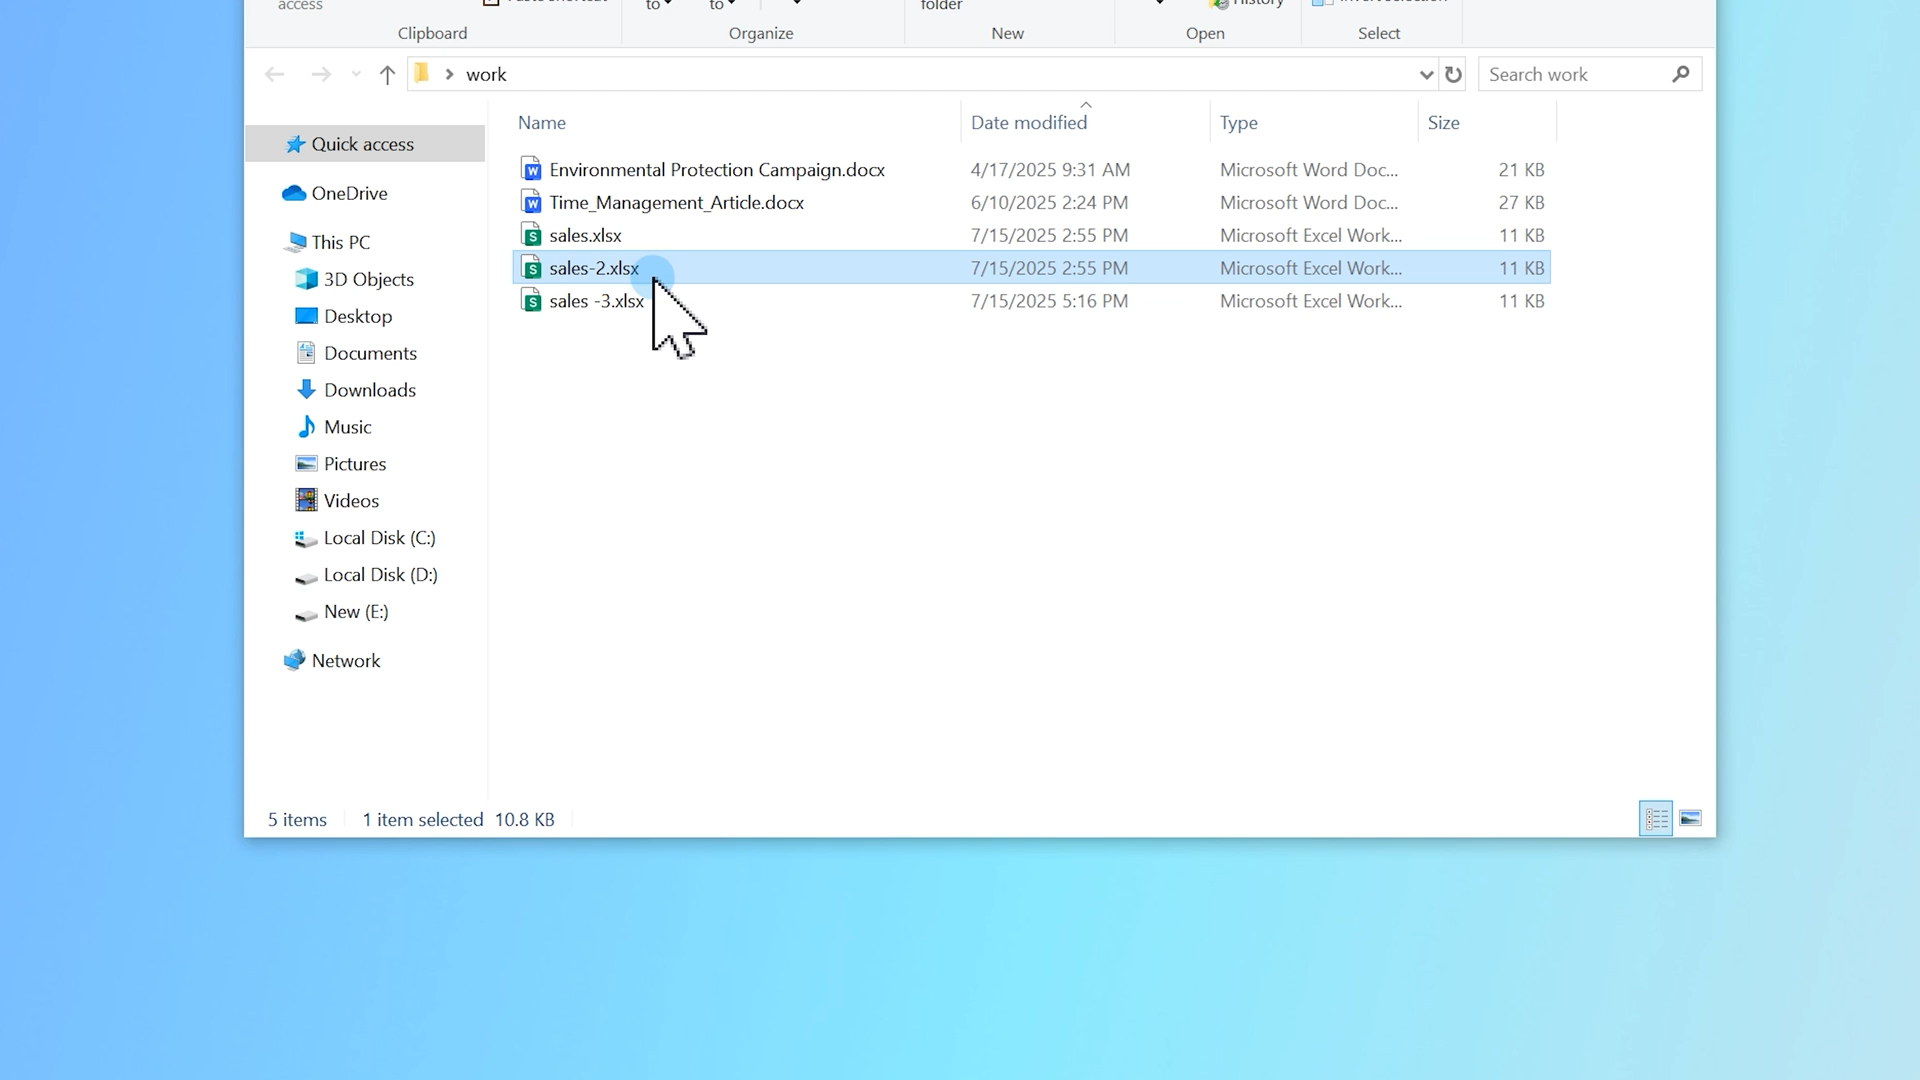 access
to
to
folder
History
Clipboard
Organize
New
Open
Select
work
Search work
Name
Date modified
Type
Size
Quick access
OneDrive
This PC
3D Objects
Desktop
Documents
Downloads
Music
Pictures
Videos
Local Disk (C:)
Local Disk (D:)
New (E:)
Network
Environmental Protection Campaign.docx 4/17/2025 9:31 AM Microsoft Word Doc... 21 KB
Time_Management_Article.docx 6/10/2025 2:24 PM Microsoft Word Doc... 27 KB
sales.xlsx 7/15/2025 2:55 PM Microsoft Excel Work... 11 KB
sales-2.xlsx 7/15/2025 2:55 PM Microsoft Excel Work... 11 KB
sales -3.xlsx 7/15/2025 5:16 PM Microsoft Excel Work... 11 KB
5 items 1 item selected 10.8 KB